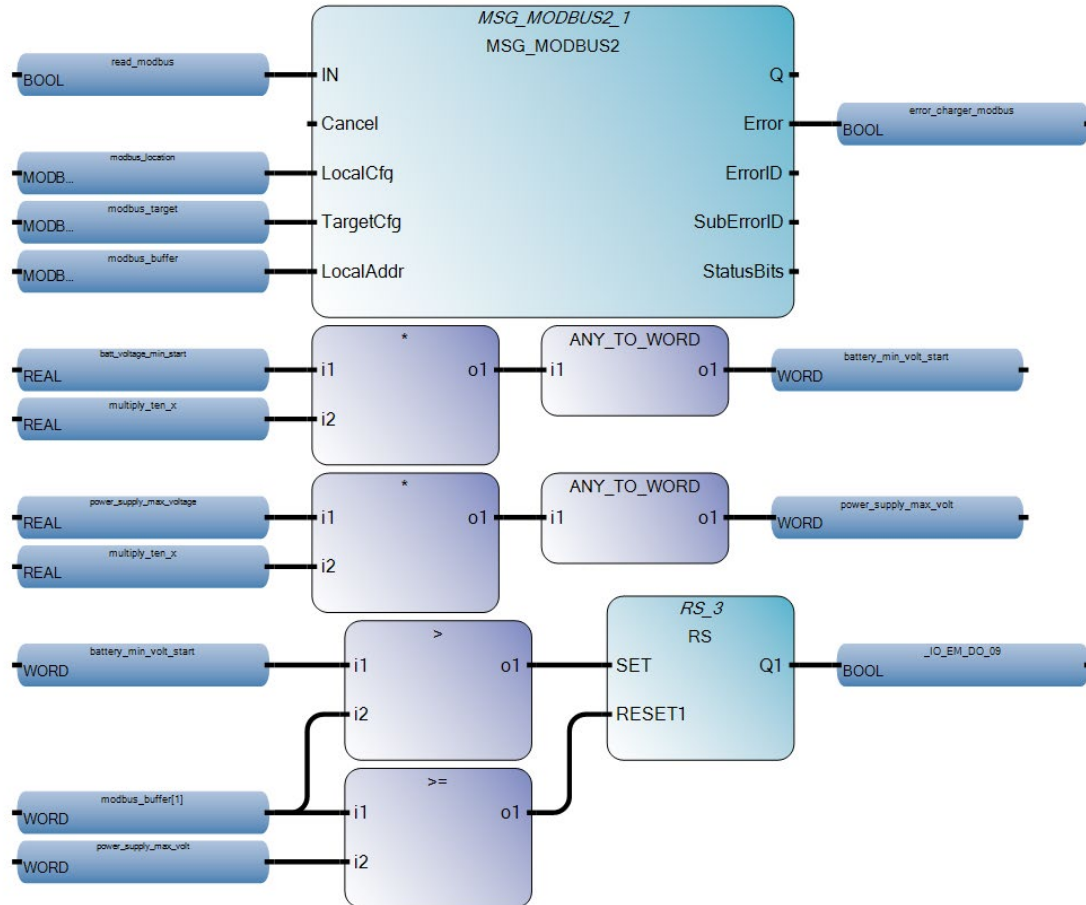 MSG_MODBUS2_1
MSG_MODBUS2
read_modbus
BOOL
IN
Q
Cancel
Error
error_charger_modbus
BOOL
modbus_location
MODB...
LocalCfg
ErrorID
modbus_target
MODB...
TargetCfg
SubErrorID
modbus_buffer
MODB...
LocalAddr
StatusBits
*
ANY_TO_WORD
batt_voltage_min_start
REAL
i1
o1
i1
o1
battery_min_volt_start
WORD
multiply_ten_x
REAL
i2
*
ANY_TO_WORD
power_supply_max_voltage
REAL
i1
o1
i1
o1
power_supply_max_volt
WORD
multiply_ten_x
REAL
i2
RS_3
RS
>
battery_min_volt_start
WORD
i1
o1
SET
Q1
_IO_EM_DO_09
BOOL
i2
RESET1
>=
modbus_buffer[1]
WORD
i1
o1
power_supply_max_volt
WORD
i2